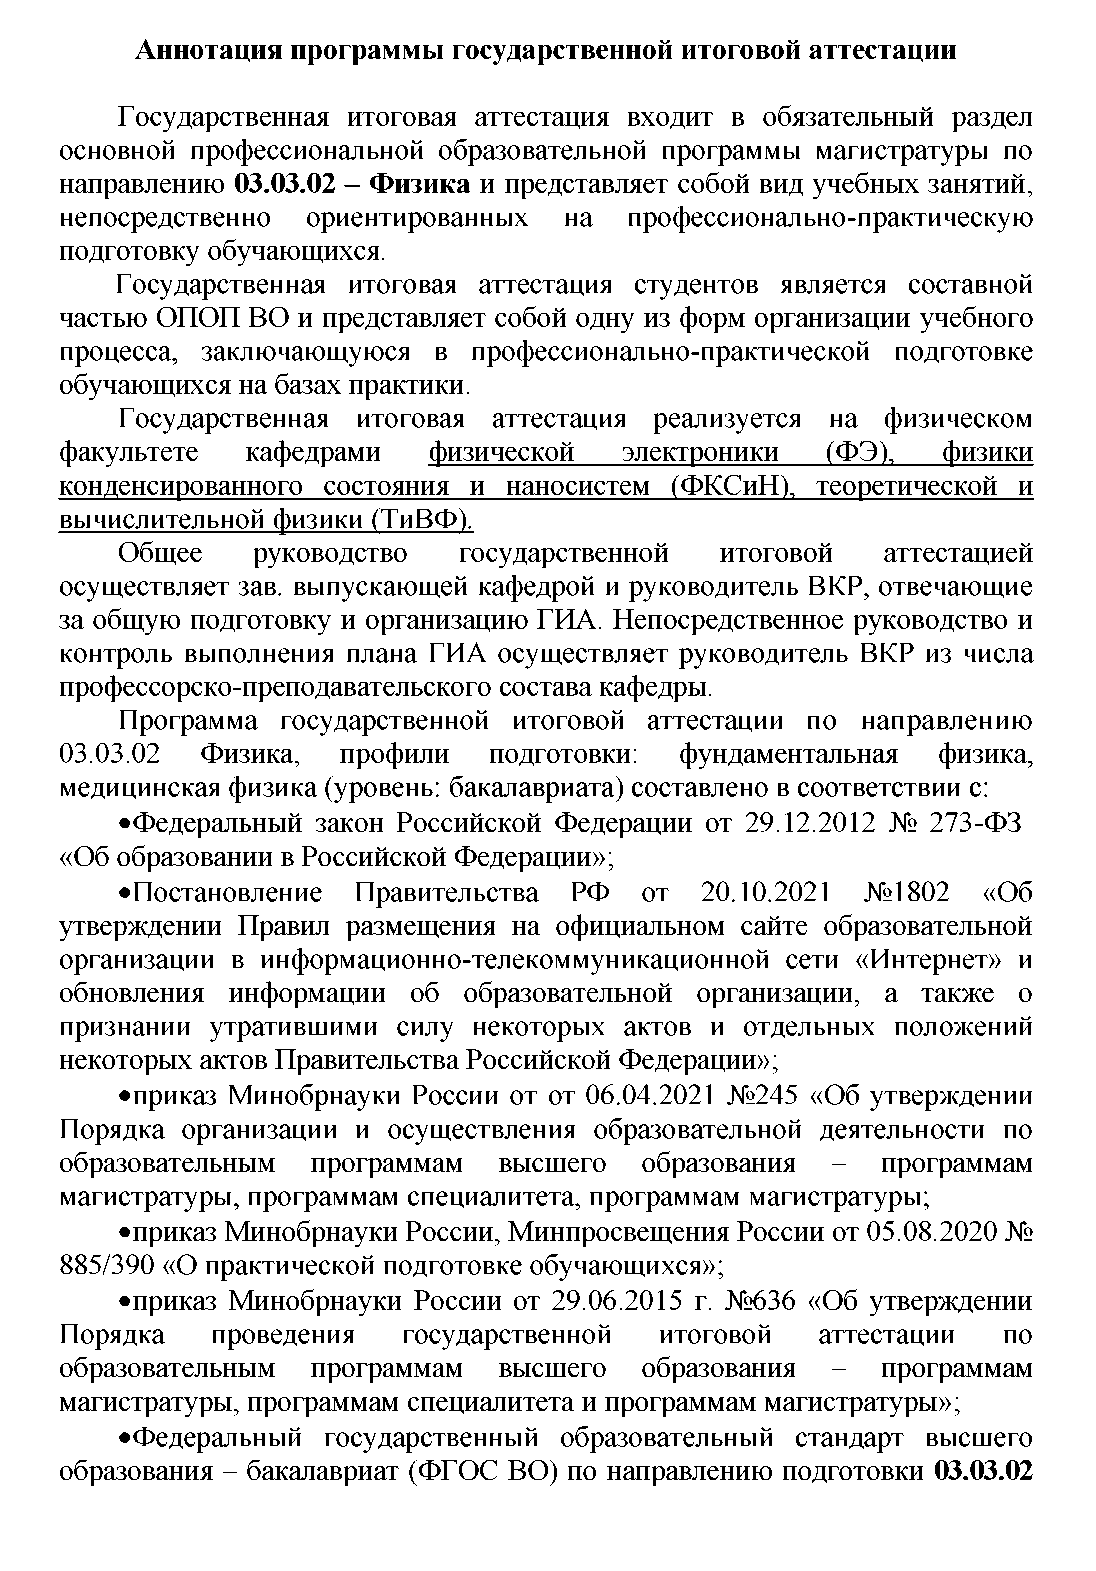 Аннотация программы государственной итоговой аттестации
Государственная итоговая аттестация входит в обязательный раздел
основной профессиональной образовательной программы магистратуры по
направлению 03.03.02 – Физика и представляет собой вид учебных занятий,
непосредственно ориентированных на профессионально-практическую
подготовку обучающихся.
Государственная итоговая аттестация студентов является составной
частью ОПОП ВО и представляет собой одну из форм организации учебного
процесса, заключающуюся в профессионально-практической подготовке
обучающихся на базах практики.
Государственная итоговая аттестация реализуется на физическом
факультете кафедрами физической электроники (ФЭ), физики
конденсированного состояния и наносистем (ФКСиН), теоретической и
вычислительной физики (ТиВФ).
Общее руководство государственной итоговой аттестацией
осуществляет зав. выпускающей кафедрой и руководитель ВКР, отвечающие
за общую подготовку и организацию ГИА. Непосредственное руководство и
контроль выполнения плана ГИА осуществляет руководитель ВКР из числа
профессорско-преподавательского состава кафедры.
Программа государственной итоговой аттестации по направлению
03.03.02 Физика, профили подготовки: фундаментальная физика,
медицинская физика (уровень: бакалавриата) составлено в соответствии с:
•Федеральный закон Российской Федерации от 29.12.2012 № 273-ФЗ
«Об образовании в Российской Федерации»;
•Постановление Правительства РФ от 20.10.2021 №1802 «Об
утверждении Правил размещения на официальном сайте образовательной
организации в информационно-телекоммуникационной сети «Интернет» и
обновления информации об образовательной организации, а также о
признании утратившими силу некоторых актов и отдельных положений
некоторых актов Правительства Российской Федерации»;
•приказ Минобрнауки России от от 06.04.2021 №245 «Об утверждении
Порядка организации и осуществления образовательной деятельности по
образовательным программам высшего образования – программам
магистратуры, программам специалитета, программам магистратуры;
•приказ Минобрнауки России, Минпросвещения России от 05.08.2020 №
885/390 «О практической подготовке обучающихся»;
•приказ Минобрнауки России от 29.06.2015 г. №636 «Об утверждении
Порядка проведения государственной итоговой аттестации по
образовательным программам высшего образования – программам
магистратуры, программам специалитета и программам магистратуры»;
•Федеральный государственный образовательный стандарт высшего
образования – бакалавриат (ФГОС ВО) по направлению подготовки 03.03.02